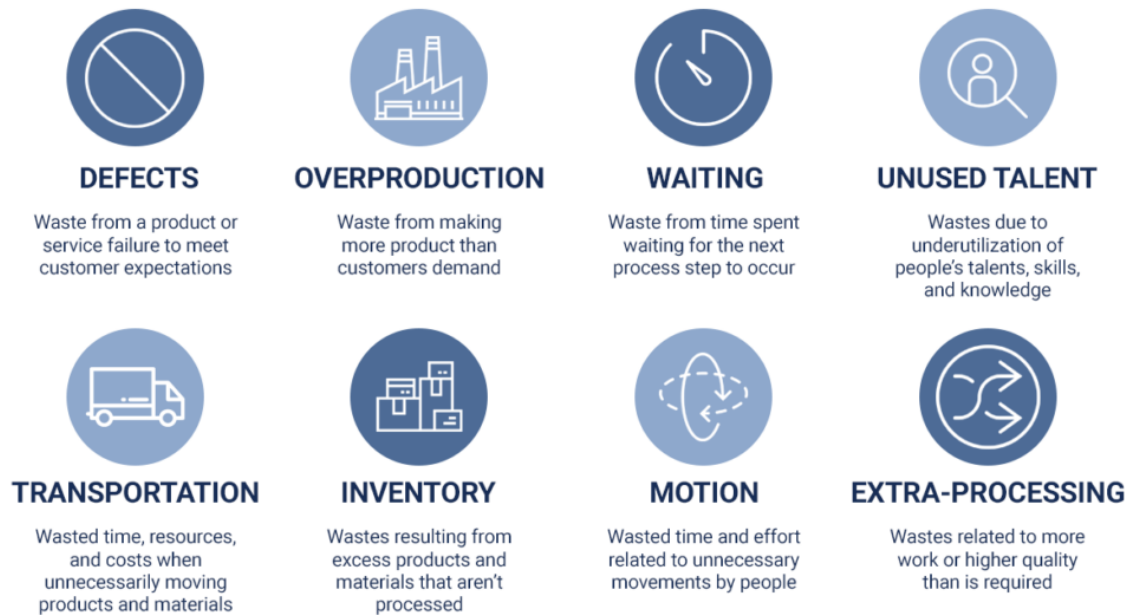 DEFECTS
Waste from a product or
service failure to meet
customer expectations
OVERPRODUCTION
Waste from making
more product than
customers demand
WAITING
Waste from time spent
waiting for the next
process step to occur
UNUSED TALENT
Wastes due to
underutilization of
people's talents, skills,
and knowledge
TRANSPORTATION
Wasted time, resources,
and costs when
unnecessarily moving
products and materials
INVENTORY
Wastes resulting from
excess products and
materials that aren't
processed
MOTION
Wasted time and effort
related to unnecessary
movements by people
EXTRA-PROCESSING
Wastes related to more
work or higher quality
than is required